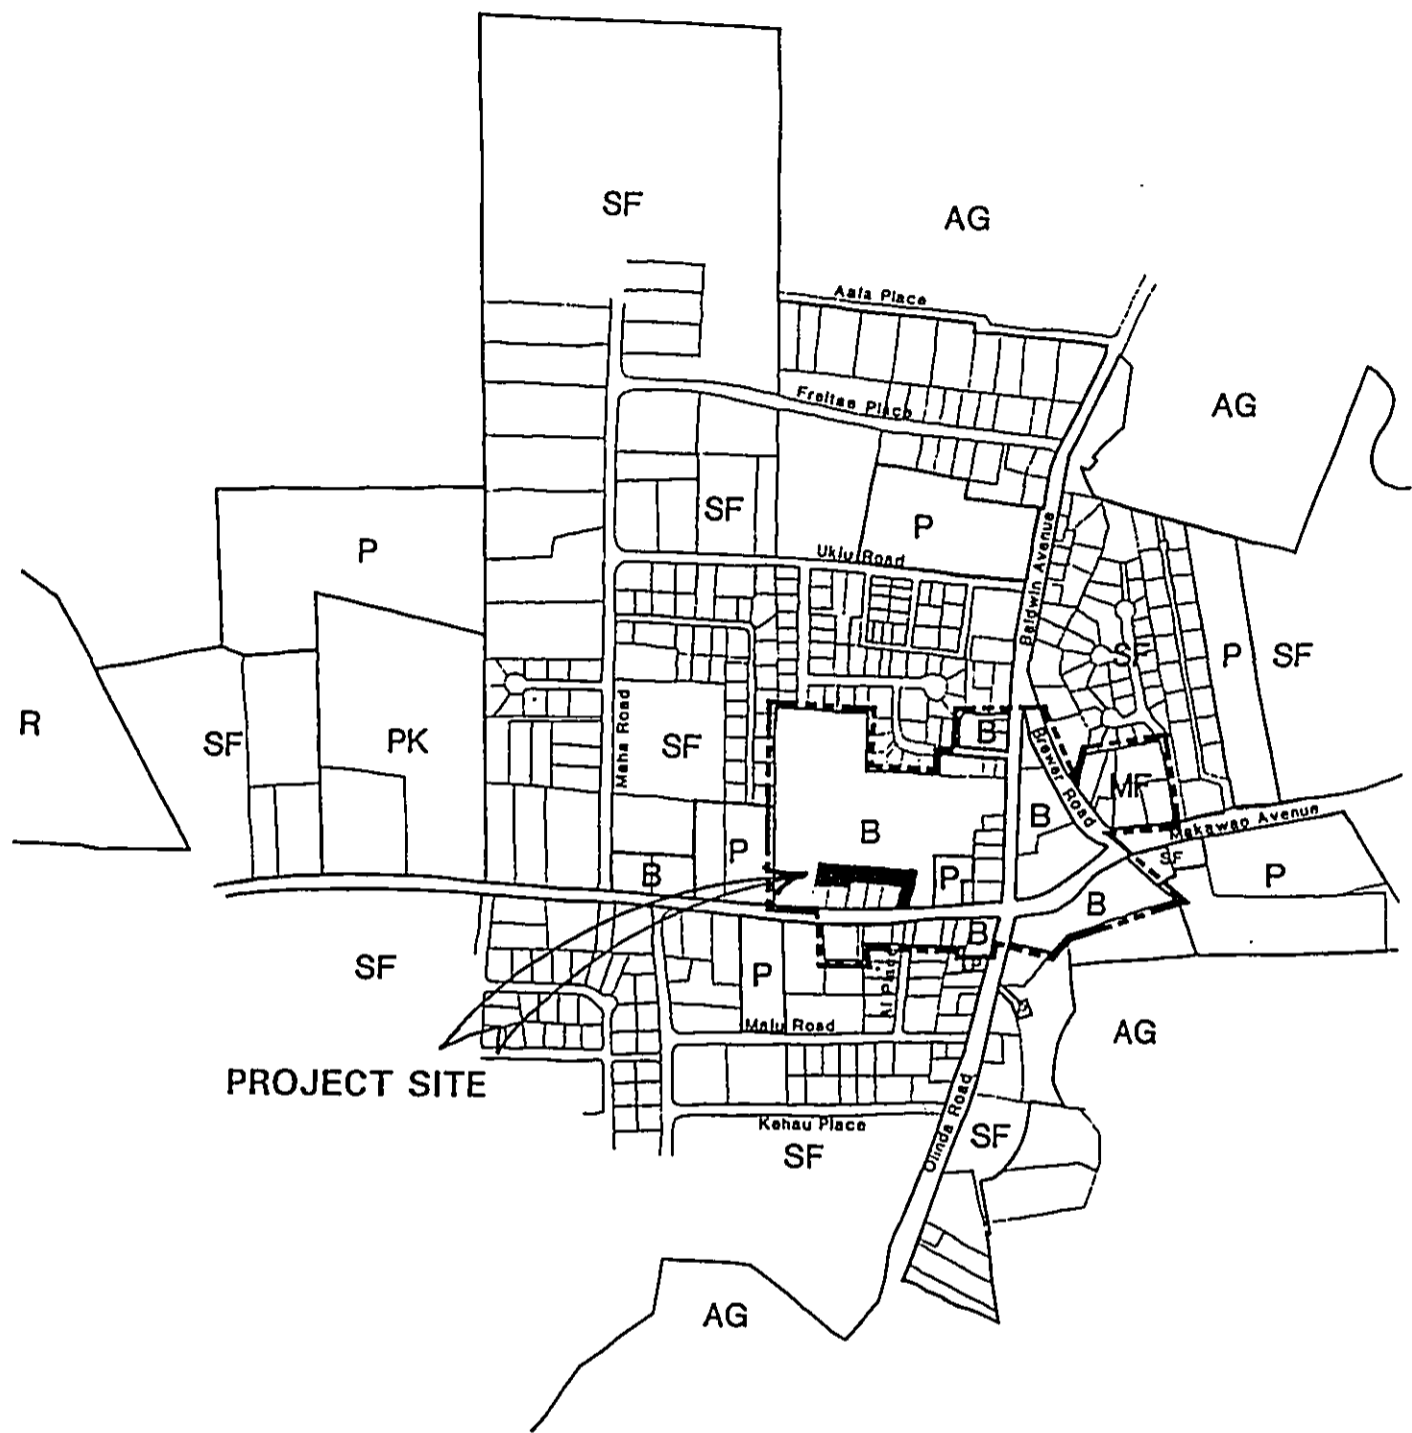 SF
AG
Aala Place
AG
Freitas Place
SF
P
P
Ukiu Road
Baldwin Avenue
SF
P
SF
R
SF
PK
Maha Road
SF
B
Brewer Road
MF
B
B
Makawao Avenue
P
SF
B
P
P
B
B
SF
P
P
Al Place
Malu Road
AG
PROJECT SITE
Kehau Place
SF
Olinda Road
SF
AG